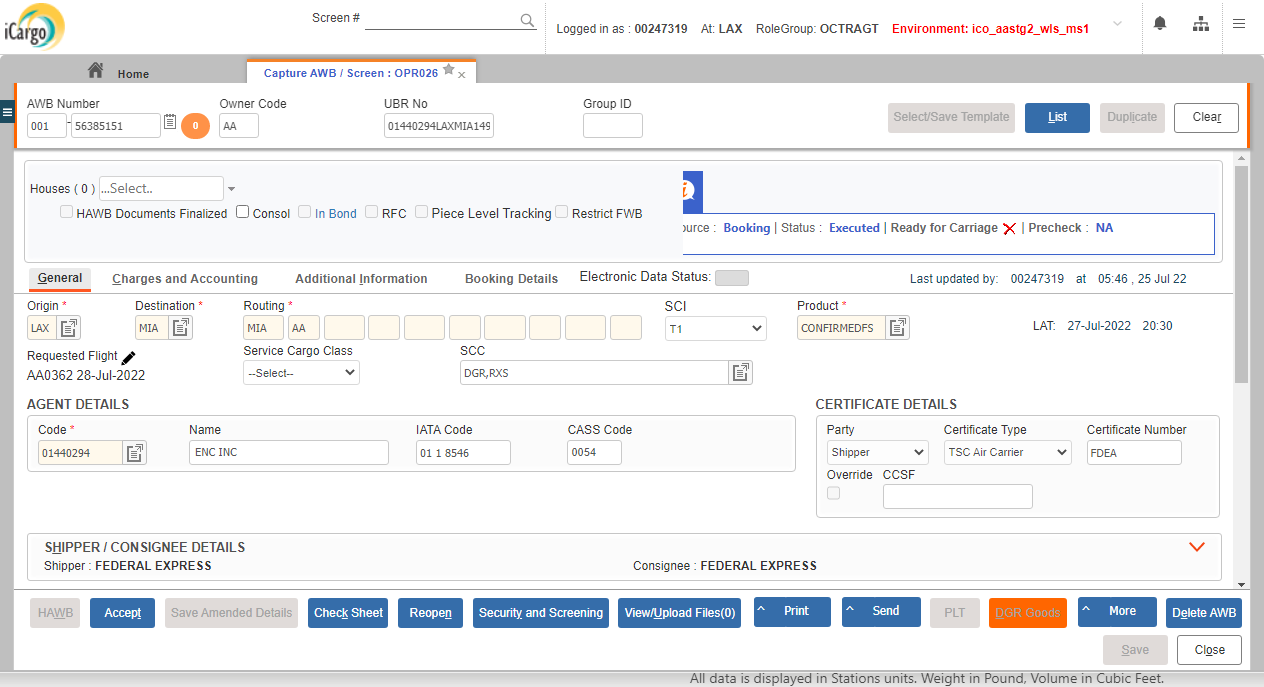 iCargo
Screen #
Logged in as : 00247319 At: LAX RoleGroup: OCTRAGT Environment: ico_aastg2_wls_ms1
Home
Capture AWB / Screen : OPR026
AWB Number Owner Code UBR No Group ID
001 - 56385151 0 AA 01440294LAXMIA149
Select/Save Template List Duplicate Clear
Houses ( 0 ) ...Select..
HAWB Documents Finalized Consol In Bond RFC Piece Level Tracking Restrict FWB
ource : Booking | Status : Executed | Ready for Carriage | Precheck : NA
General Charges and Accounting Additional Information Booking Details Electronic Data Status:
Last updated by: 00247319 at 05:46 , 25 Jul 22
Origin * Destination * Routing * SCI Product *
LAX MIA MIA AA T1 CONFIRMEDFS LAT: 27-Jul-2022 20:30
Requested Flight Service Cargo Class SCC
AA0362 28-Jul-2022 --Select-- DGR,RXS
AGENT DETAILS
Code * Name IATA Code CASS Code
01440294 ENC INC 01 1 8546 0054
CERTIFICATE DETAILS
Party Certificate Type Certificate Number
Shipper TSC Air Carrier FDEA
Override CCSF
SHIPPER / CONSIGNEE DETAILS
Shipper : FEDERAL EXPRESS Consignee : FEDERAL EXPRESS
HAWB Accept Save Amended Details Check Sheet Reopen Security and Screening View/Upload Files(0) Print Send PLT DGR Goods More Delete AWB
Save Close
All data is displayed in Stations units. Weight in Pound, Volume in Cubic Feet.